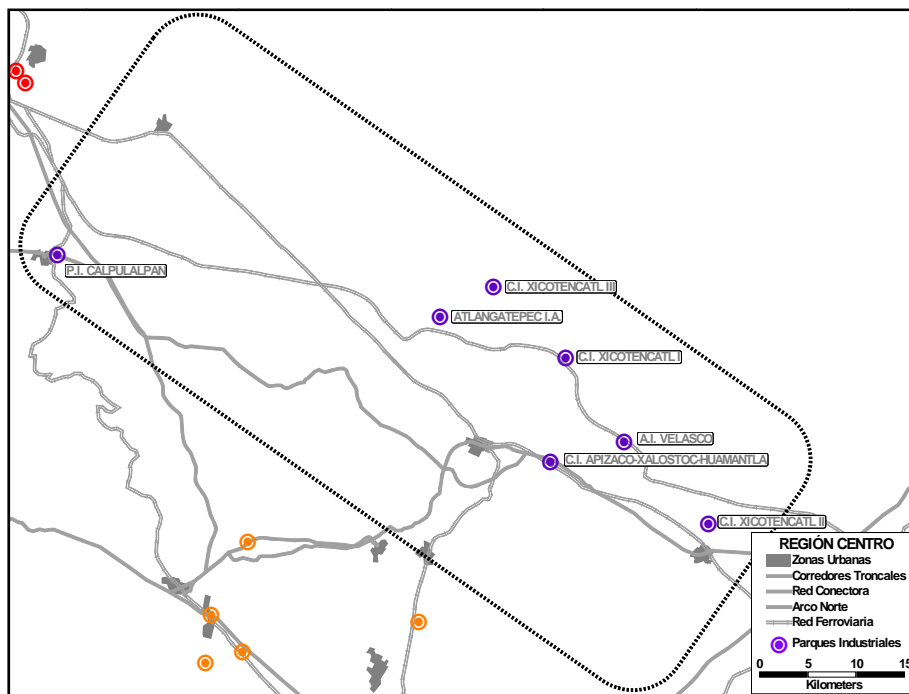 P.I. CALPULALPAN
C.I. XICOTENCATL III
ATLANGATEPEC I.A.
C.I. XICOTENCATL I
A.I. VELASCO
C.I. APIZACO-XALOSTOC-HUAMANTLA
C.I. XICOTENCATL II
REGIÓN CENTRO
Zonas Urbanas
Corredores Troncales
Red Conectora
Arco Norte
Red Ferroviaria
Parques Industriales
0 5 10 15
Kilometers